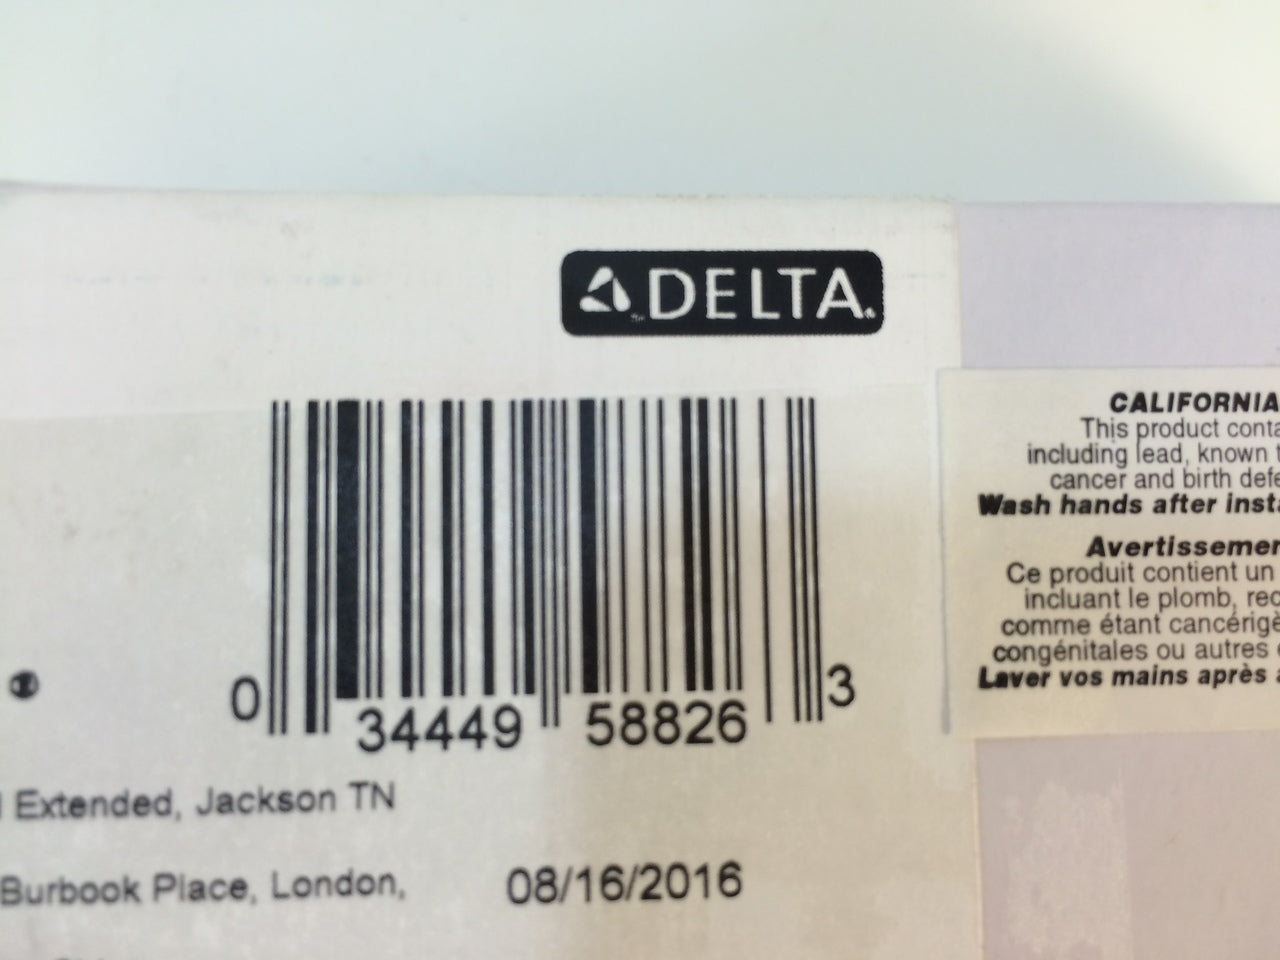 DELTA
0 34449 58826 3
Extended, Jackson TN
Burbook Place, London,
08/16/2016
CALIFORNIA
This product conta
including lead, known t
cancer and birth defe
Wash hands after insta
Avertissemen
Ce produit contient un
incluant le plomb, rec
comme étant cancérigè
congénitales ou autres
Laver vos mains après